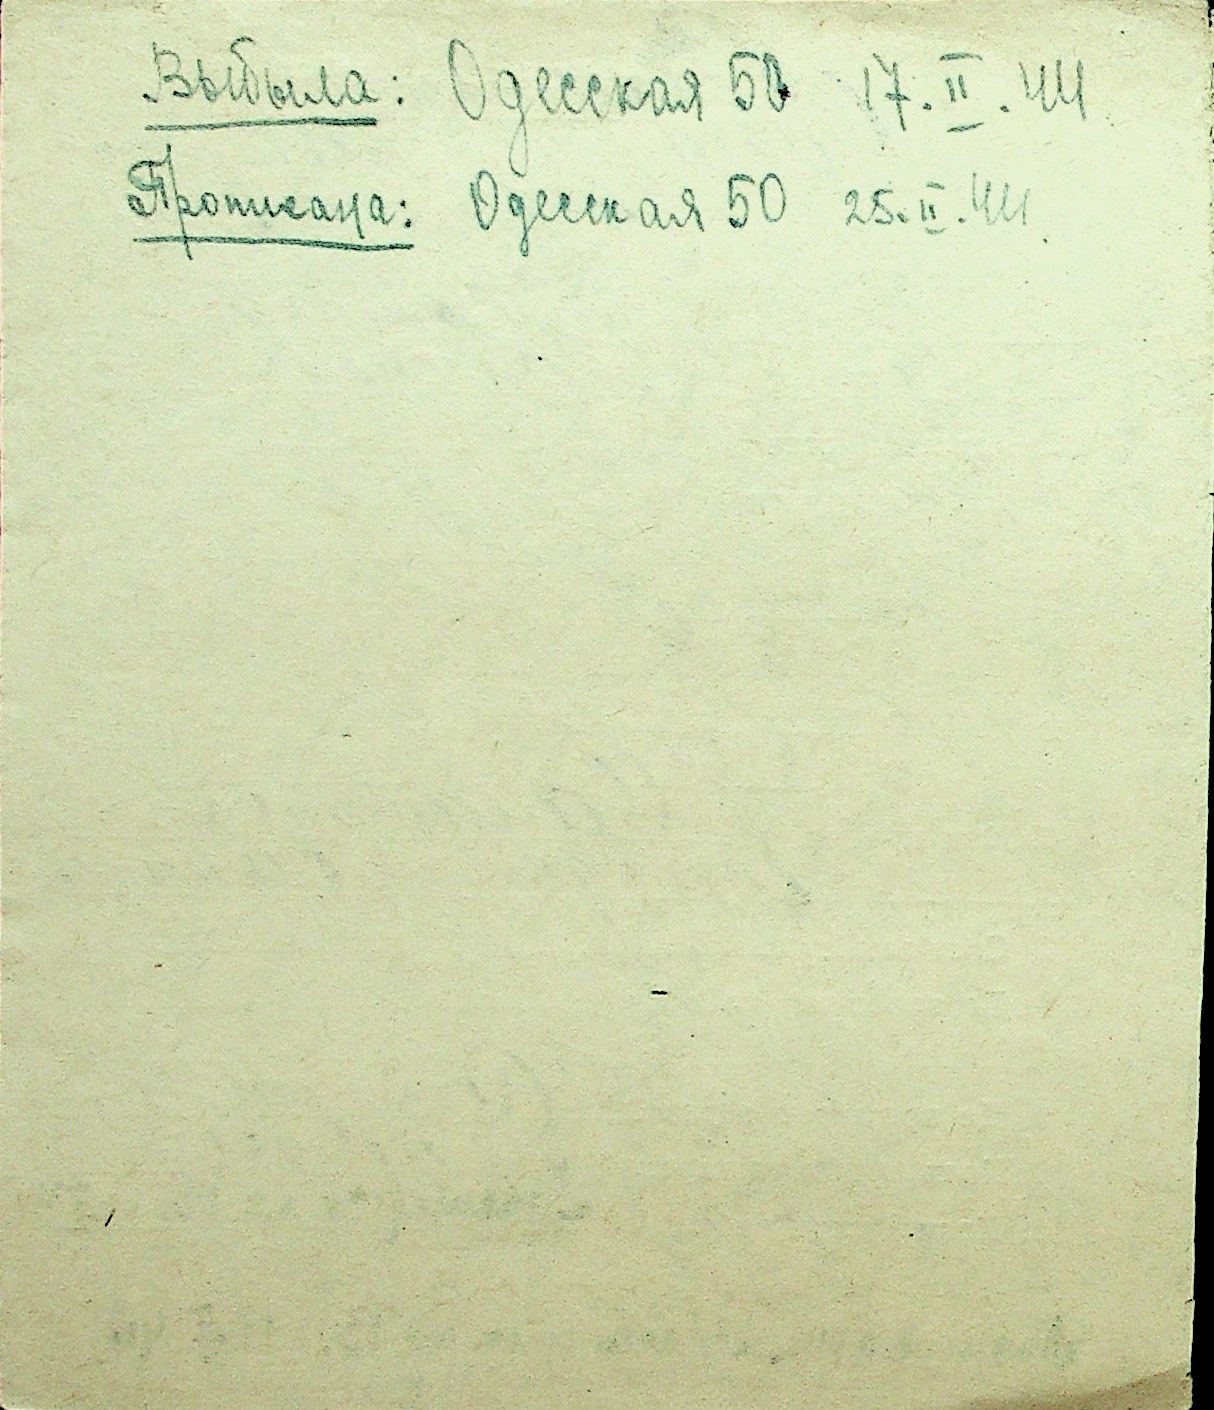 Выбыла: Одесская 50 17.II.44
Прописана: Одесская 50 25.II.44